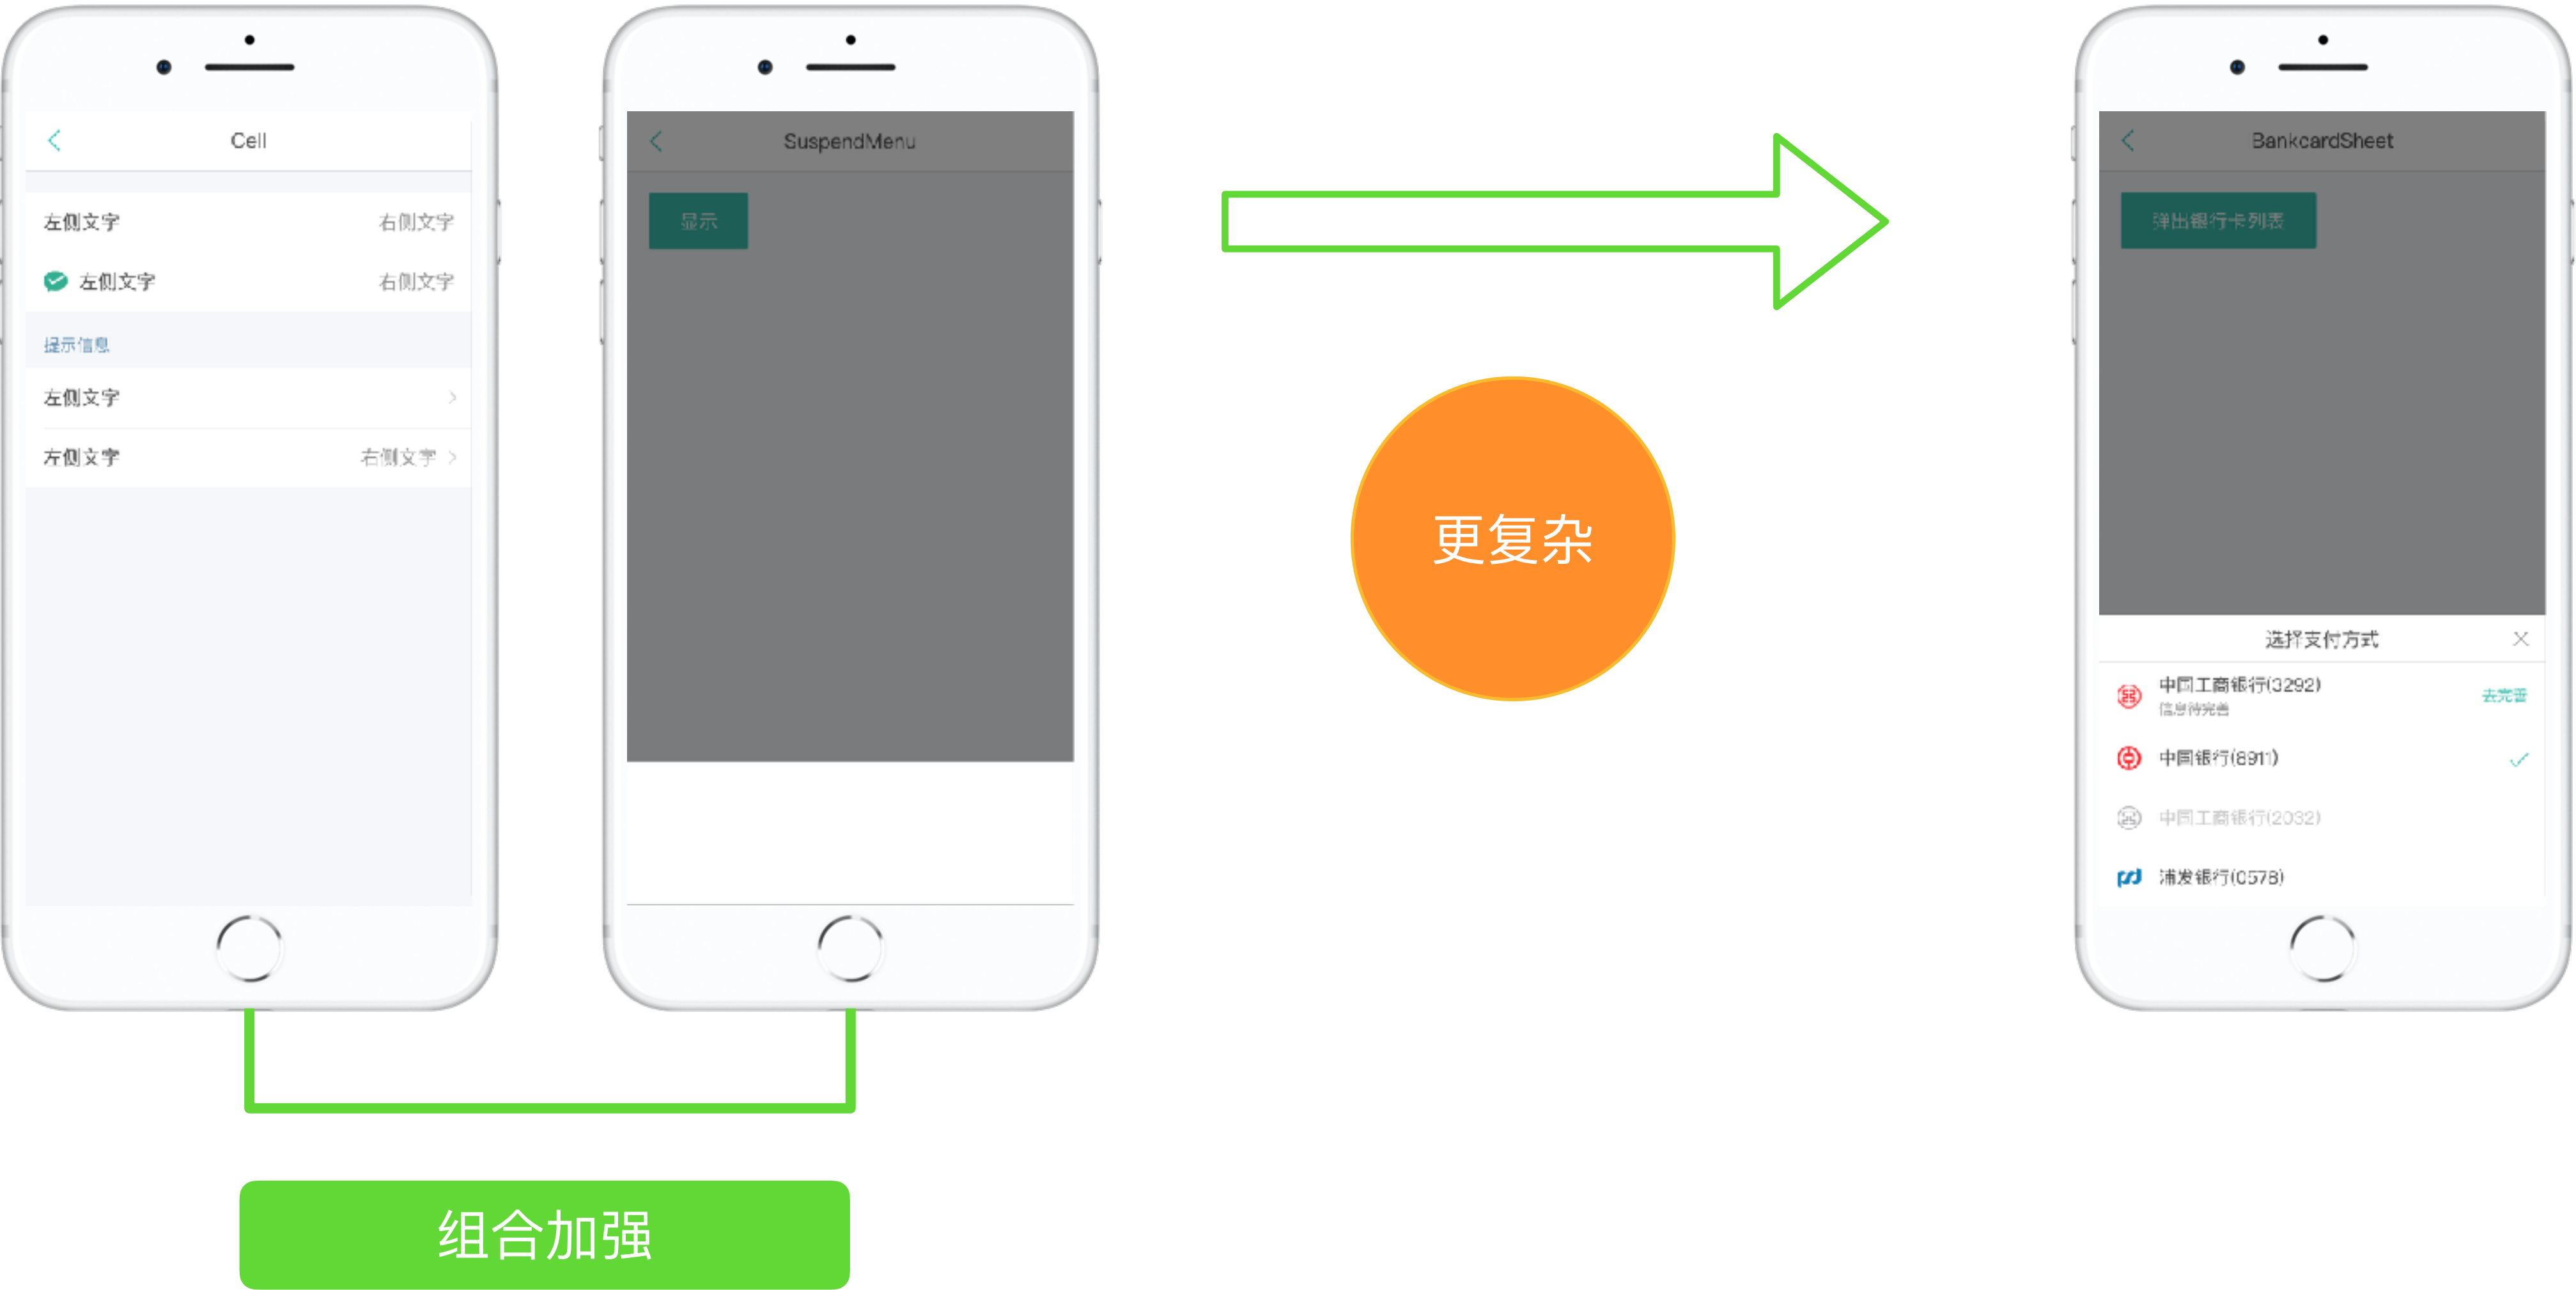 Cell
左侧文字 右侧文字
左侧文字 右侧文字
提示信息
左侧文字
左侧文字 右侧文字
SuspendMenu
显示
更复杂
BankcardSheet
弹出银行卡列表
选择支付方式
中国工商银行(3292)
信息待完善
去完善
中国银行(8911)
中国工商银行(2032)
浦发银行(0578)
组合加强